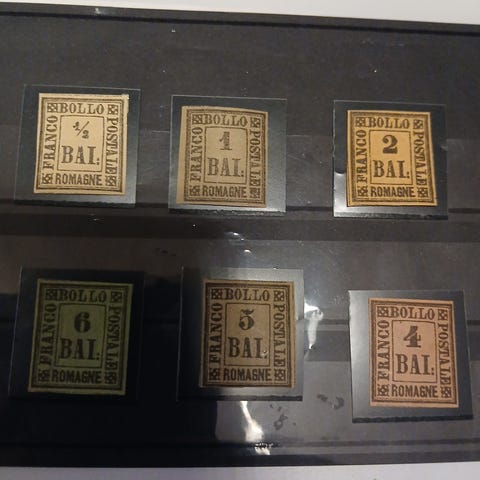 BOLLO
FRANCO
1/2
BAI:
POSTALE
ROMAGNE
BOLLO
FRANCO
1
BAI:
POSTALE
ROMAGNE
BOLLO
FRANCO
2
BAI:
POSTALE
ROMAGNE
BOLLO
FRANCO
6
BAI:
POSTALE
ROMAGNE
BOLLO
FRANCO
5
BAI:
POSTALE
ROMAGNE
BOLLO
FRANCO
4
BAI:
POSTALE
ROMAGNE